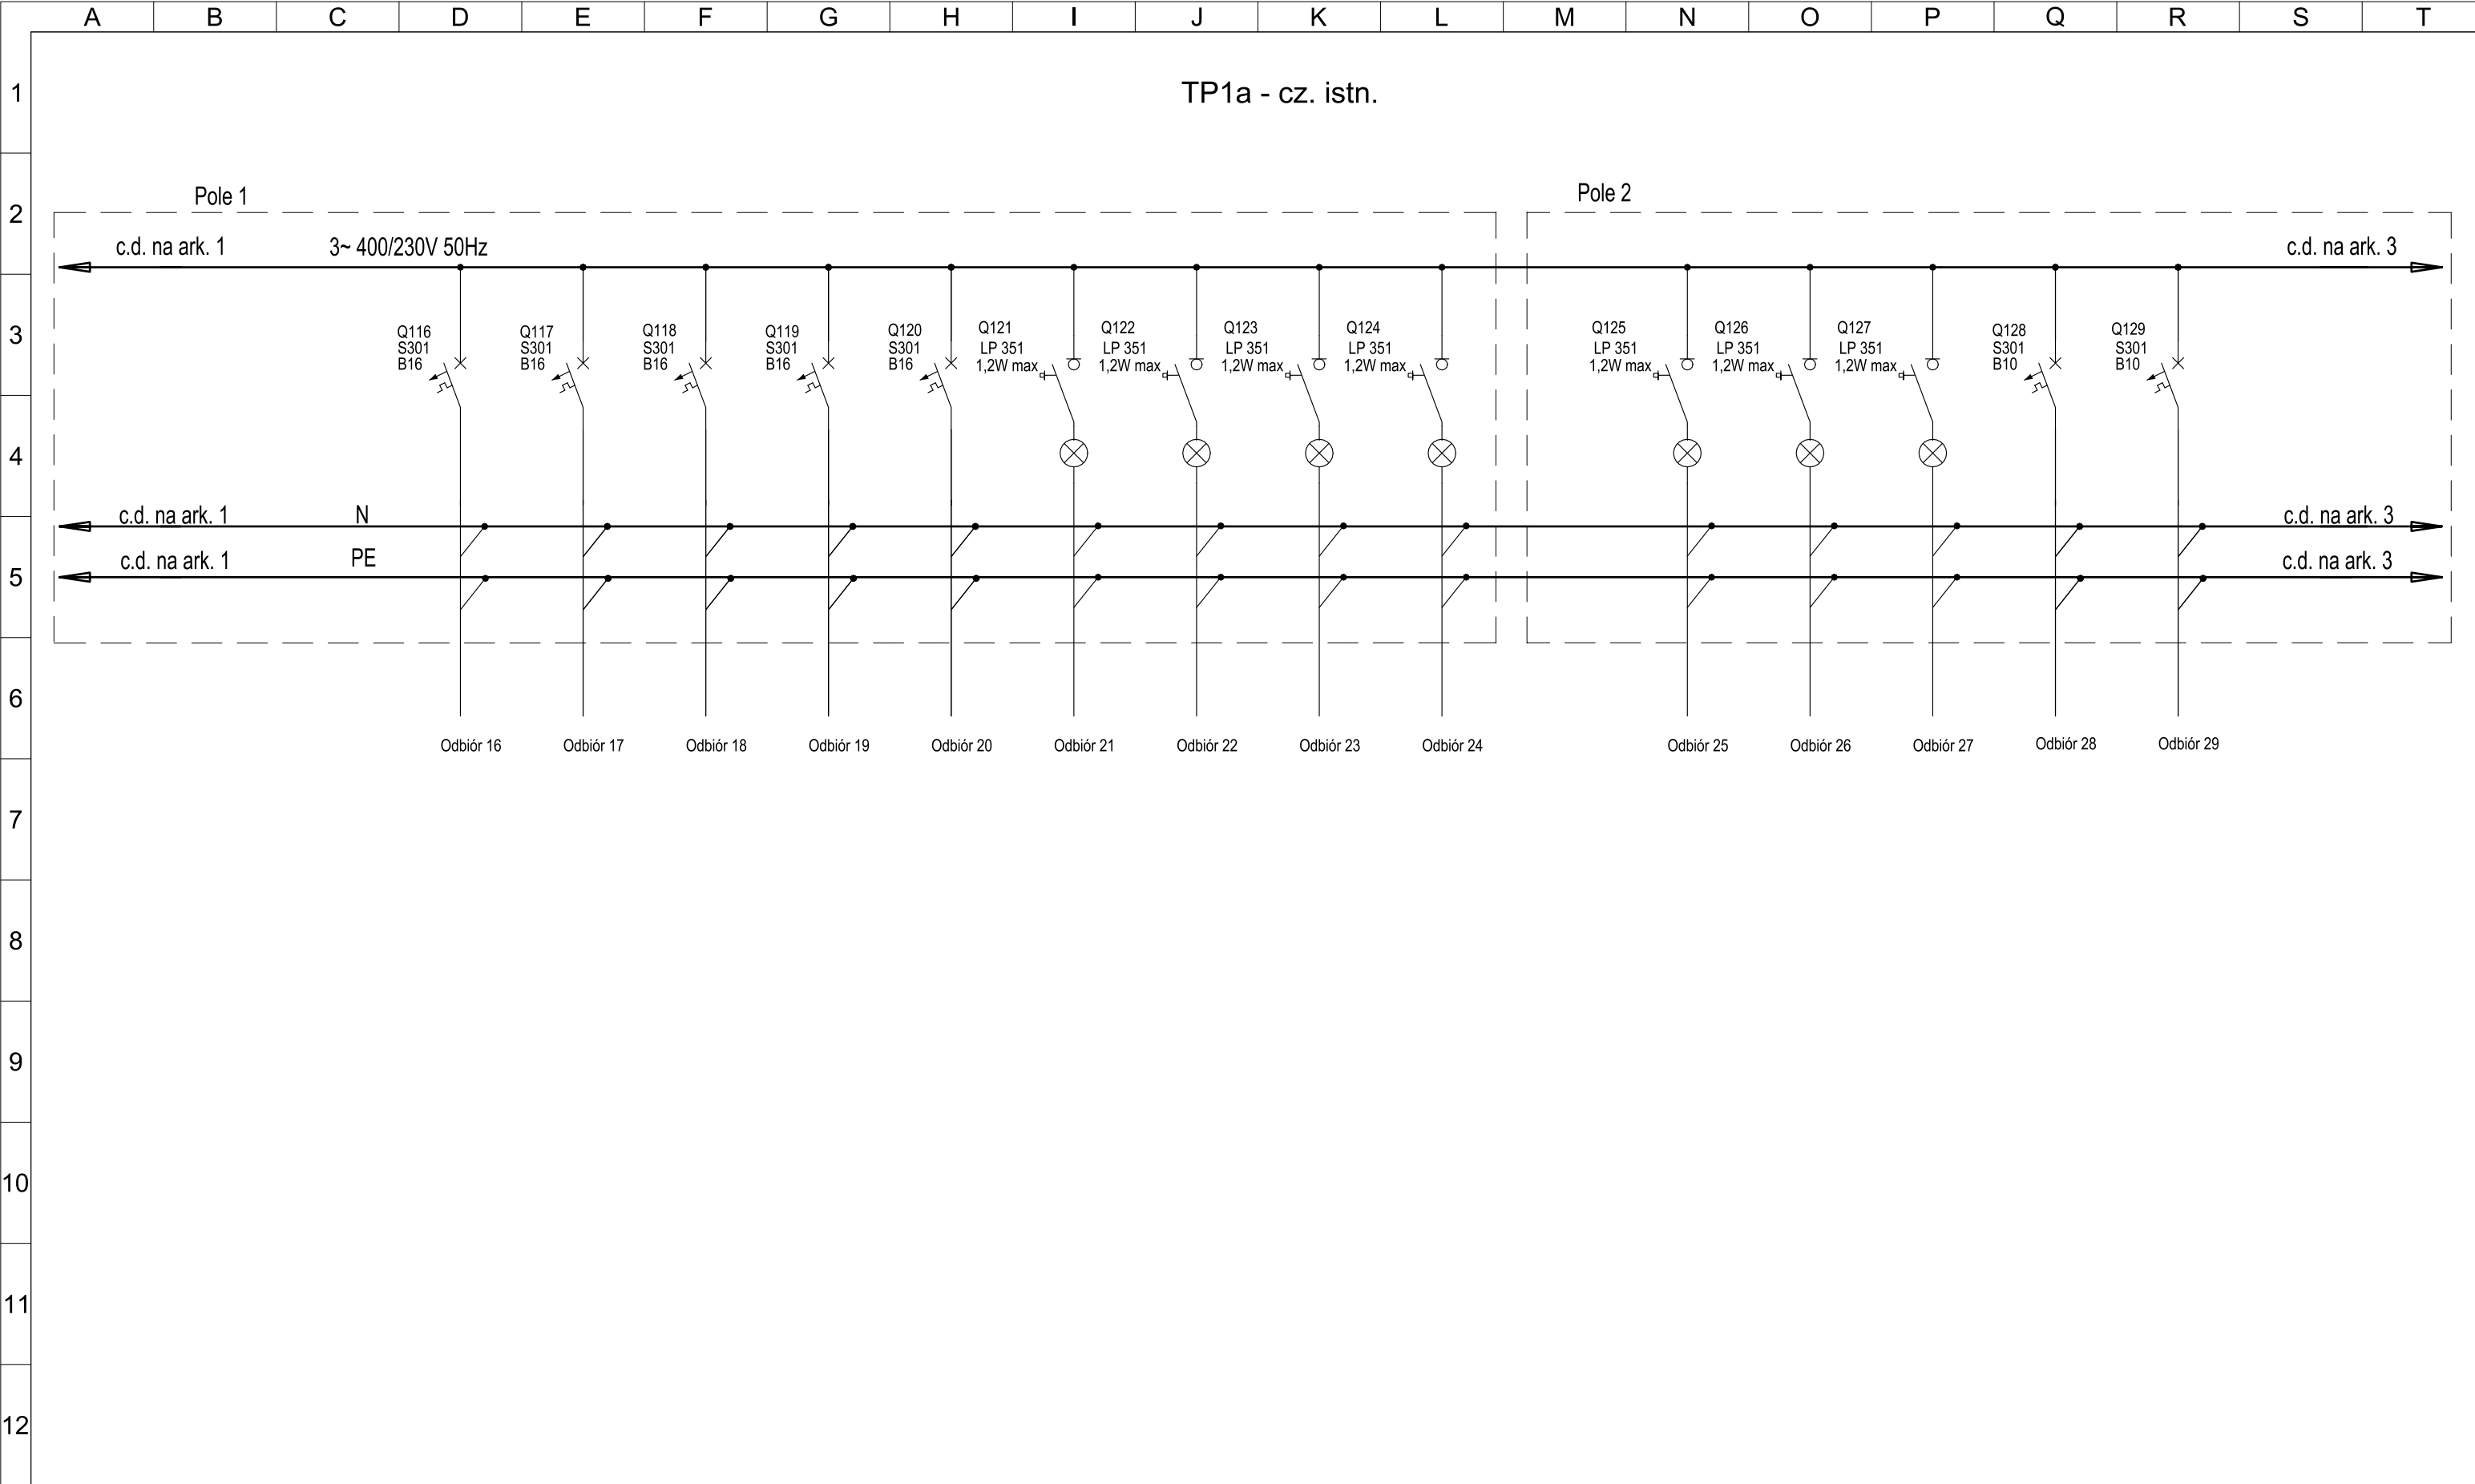 A B C D E F G H I J K L M N O P Q R S T
1
TP1a - cz. istn.
2
Pole 1
Pole 2
c.d. na ark. 1
3~ 400/230V 50Hz
c.d. na ark. 3
3
Q116
S301
B16
Q117
S301
B16
Q118
S301
B16
Q119
S301
B16
Q120
S301
B16
Q121
LP 351
1,2W max
Q122
LP 351
1,2W max
Q123
LP 351
1,2W max
Q124
LP 351
1,2W max
Q125
LP 351
1,2W max
Q126
LP 351
1,2W max
Q127
LP 351
1,2W max
Q128
S301
B10
Q129
S301
B10
4
c.d. na ark. 1
N
c.d. na ark. 3
5
c.d. na ark. 1
PE
c.d. na ark. 3
6
Odbiór 16
Odbiór 17
Odbiór 18
Odbiór 19
Odbiór 20
Odbiór 21
Odbiór 22
Odbiór 23
Odbiór 24
Odbiór 25
Odbiór 26
Odbiór 27
Odbiór 28
Odbiór 29
7
8
9
10
11
12